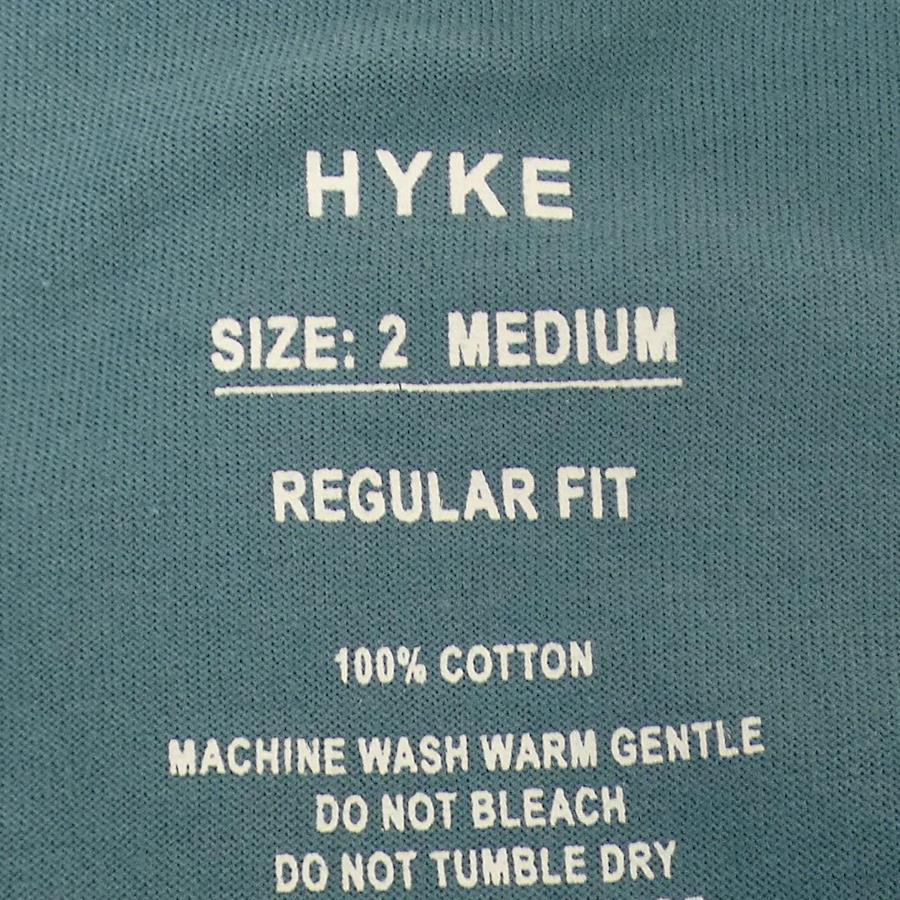 HYKE
SIZE: 2 MEDIUM
REGULAR FIT
100% COTTON
MACHINE WASH WARM GENTLE
DO NOT BLEACH
DO NOT TUMBLE DRY